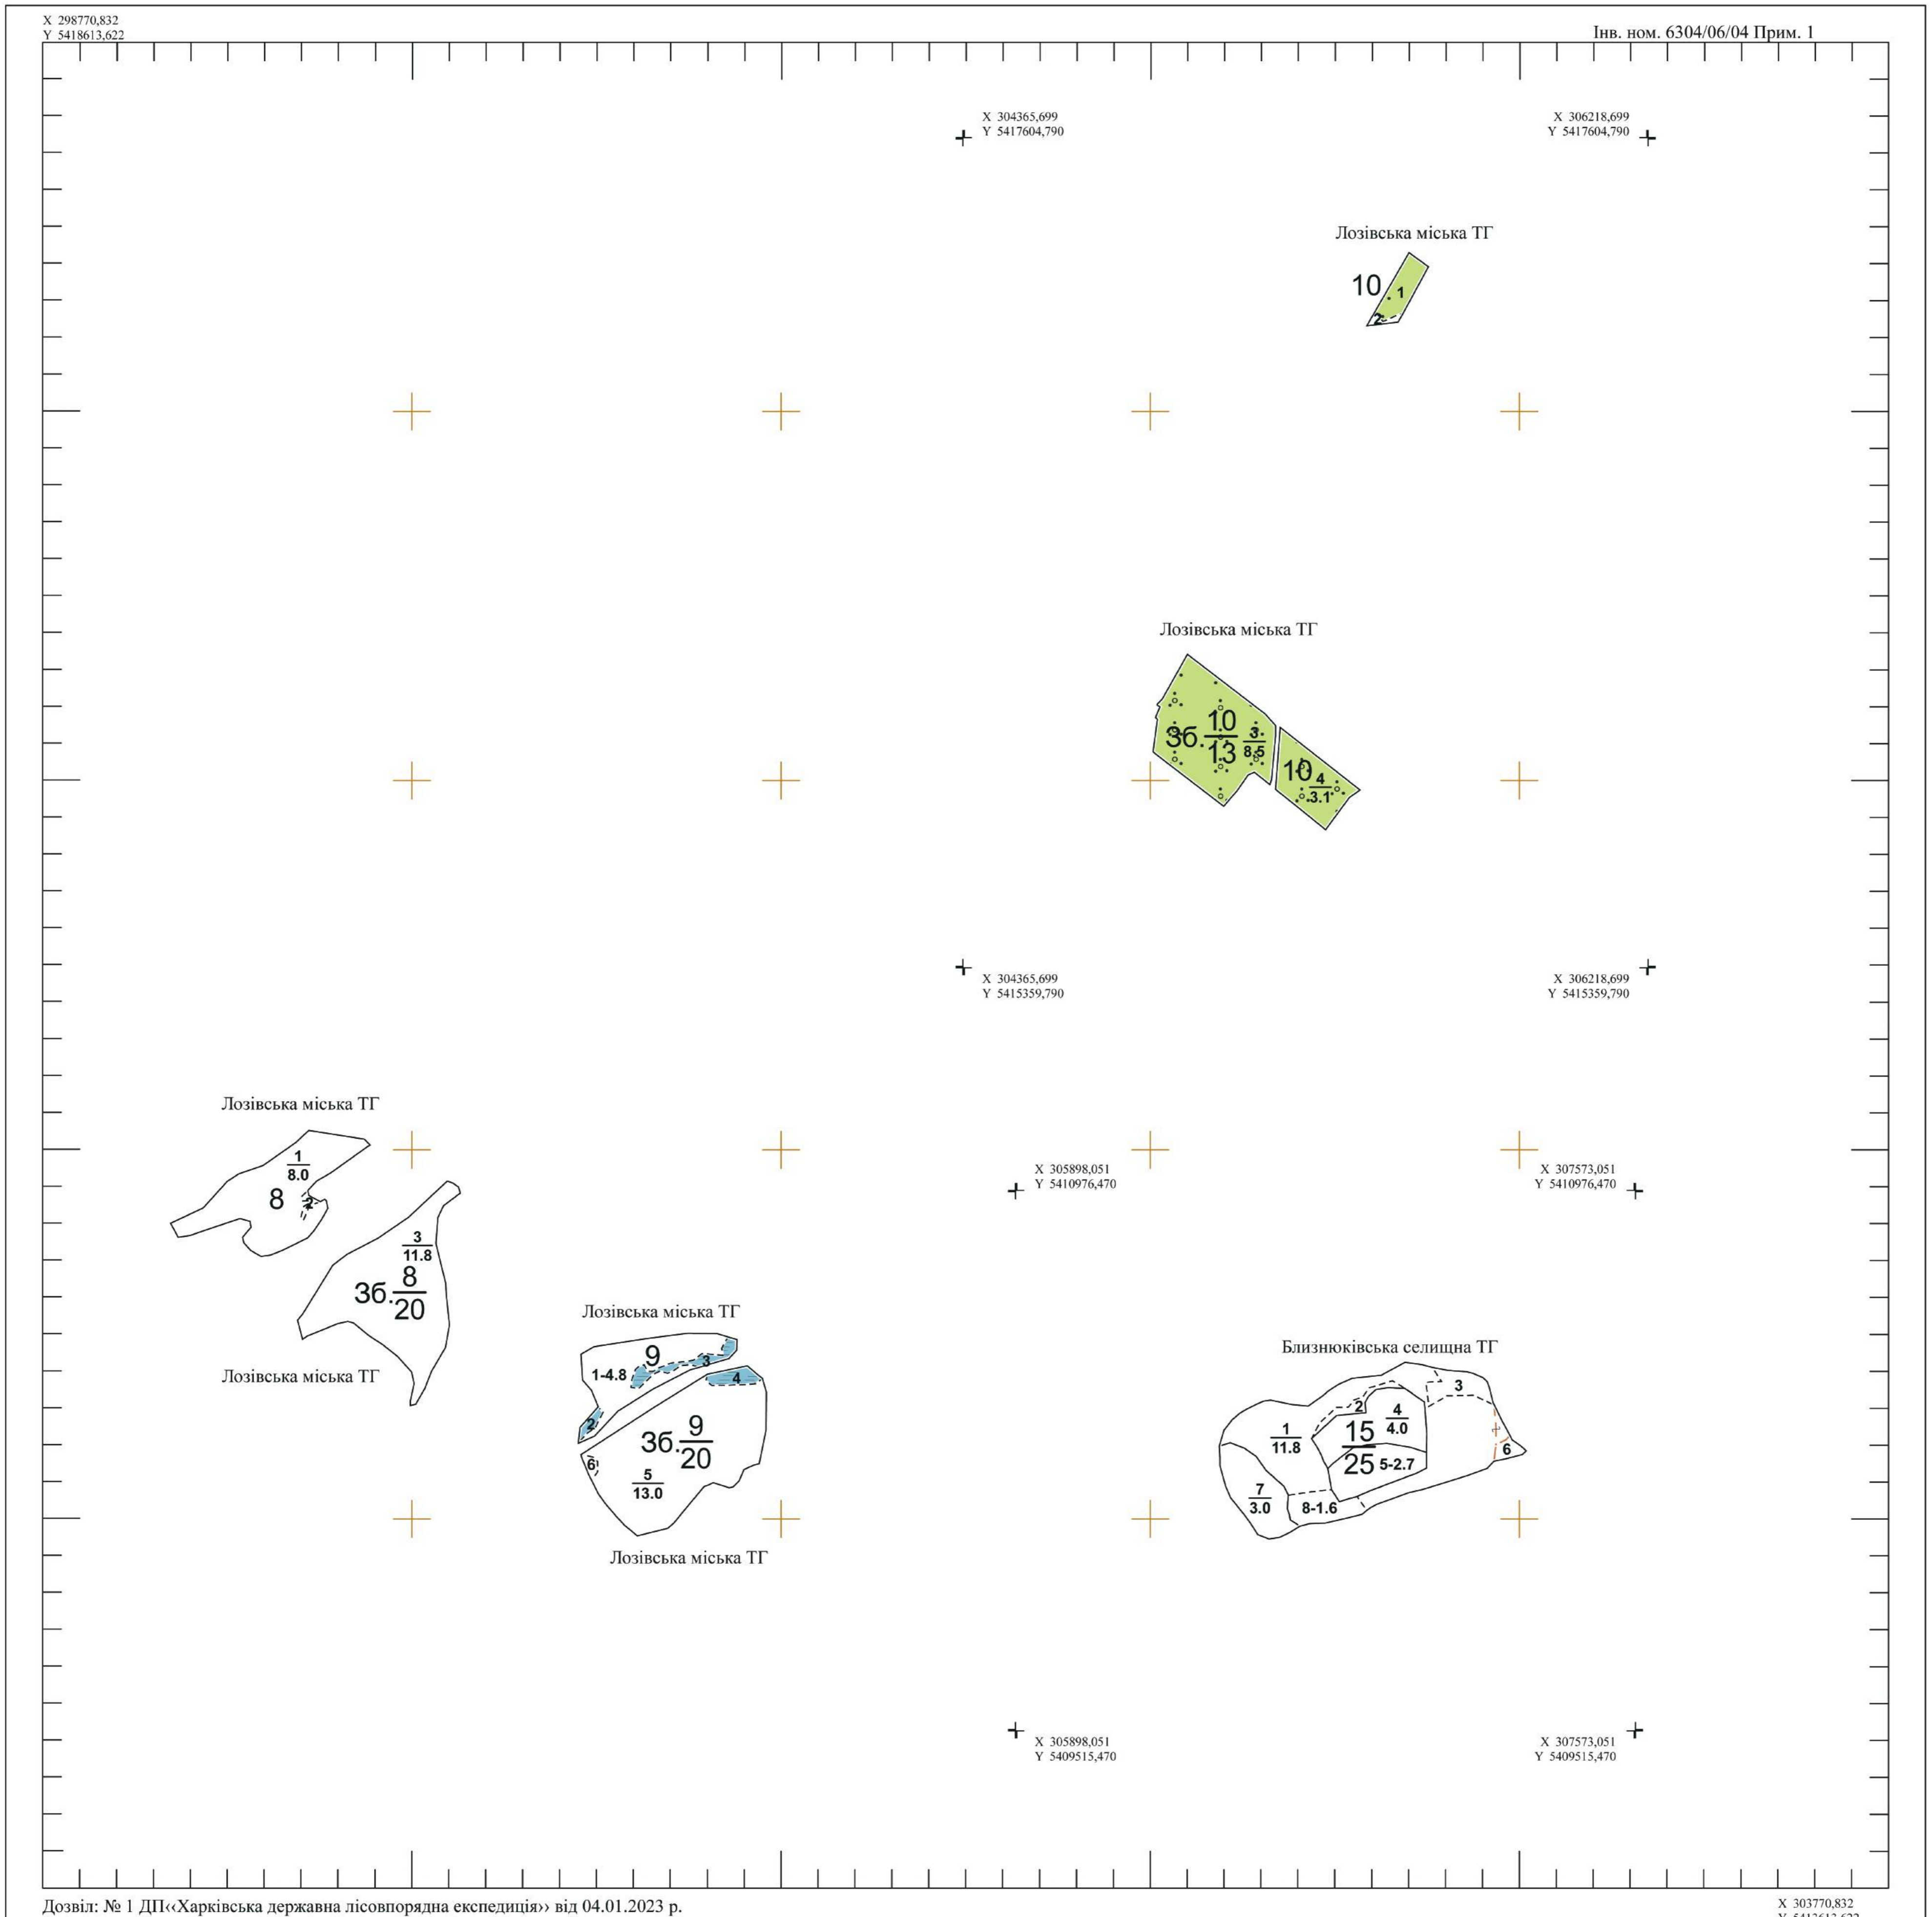 X 298770,832
Y 5418613,622
Інв. ном. 6304/06/04 Прим. 1
X 304365,699
Y 5417604,790
X 306218,699
Y 5417604,790
Лозівська міська ТГ
10
1
2
Лозівська міська ТГ
3б. 10
13
3
8.5
10
4
3.1
X 304365,699
Y 5415359,790
X 306218,699
Y 5415359,790
Лозівська міська ТГ
1
8.0
8
2
3
11.8
3б. 8
20
Лозівська міська ТГ
X 305898,051
Y 5410976,470
X 307573,051
Y 5410976,470
Лозівська міська ТГ
9
1-4.8
3
4
2
3б. 9
20
6
5
13.0
Лозівська міська ТГ
Близнюківська селищна ТГ
3
2
4
4.0
1
11.8
15
25
5-2.7
6
7
3.0
8-1.6
X 305898,051
Y 5409515,470
X 307573,051
Y 5409515,470
Дозвіл: № 1 ДП‹‹Харківська державна лісовпорядна експедиція›› від 04.01.2023 р.
X 303770,832